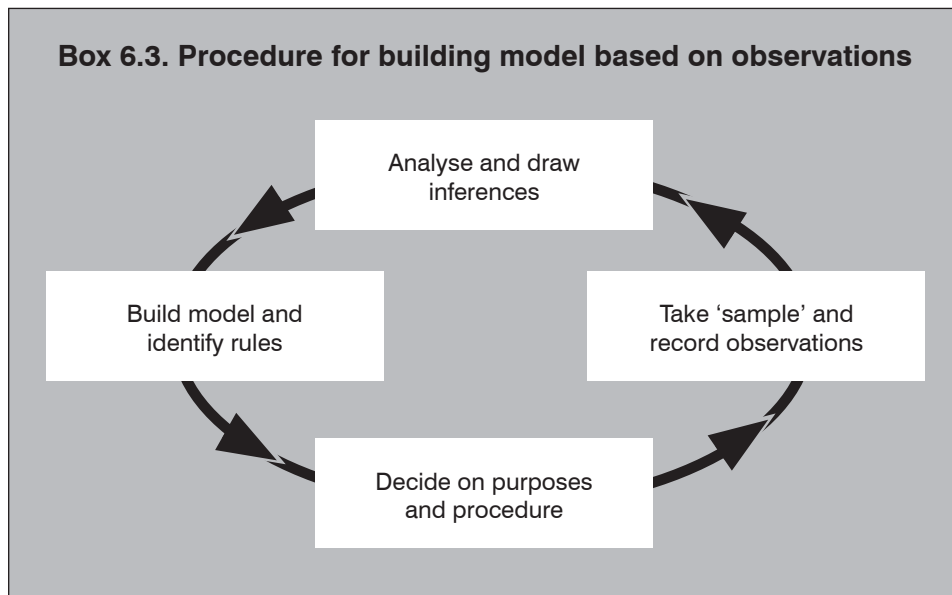 Box 6.3. Procedure for building model based on observations
Analyse and draw
inferences
Build model and
identify rules
Take ‘sample’ and
record observations
Decide on purposes
and procedure